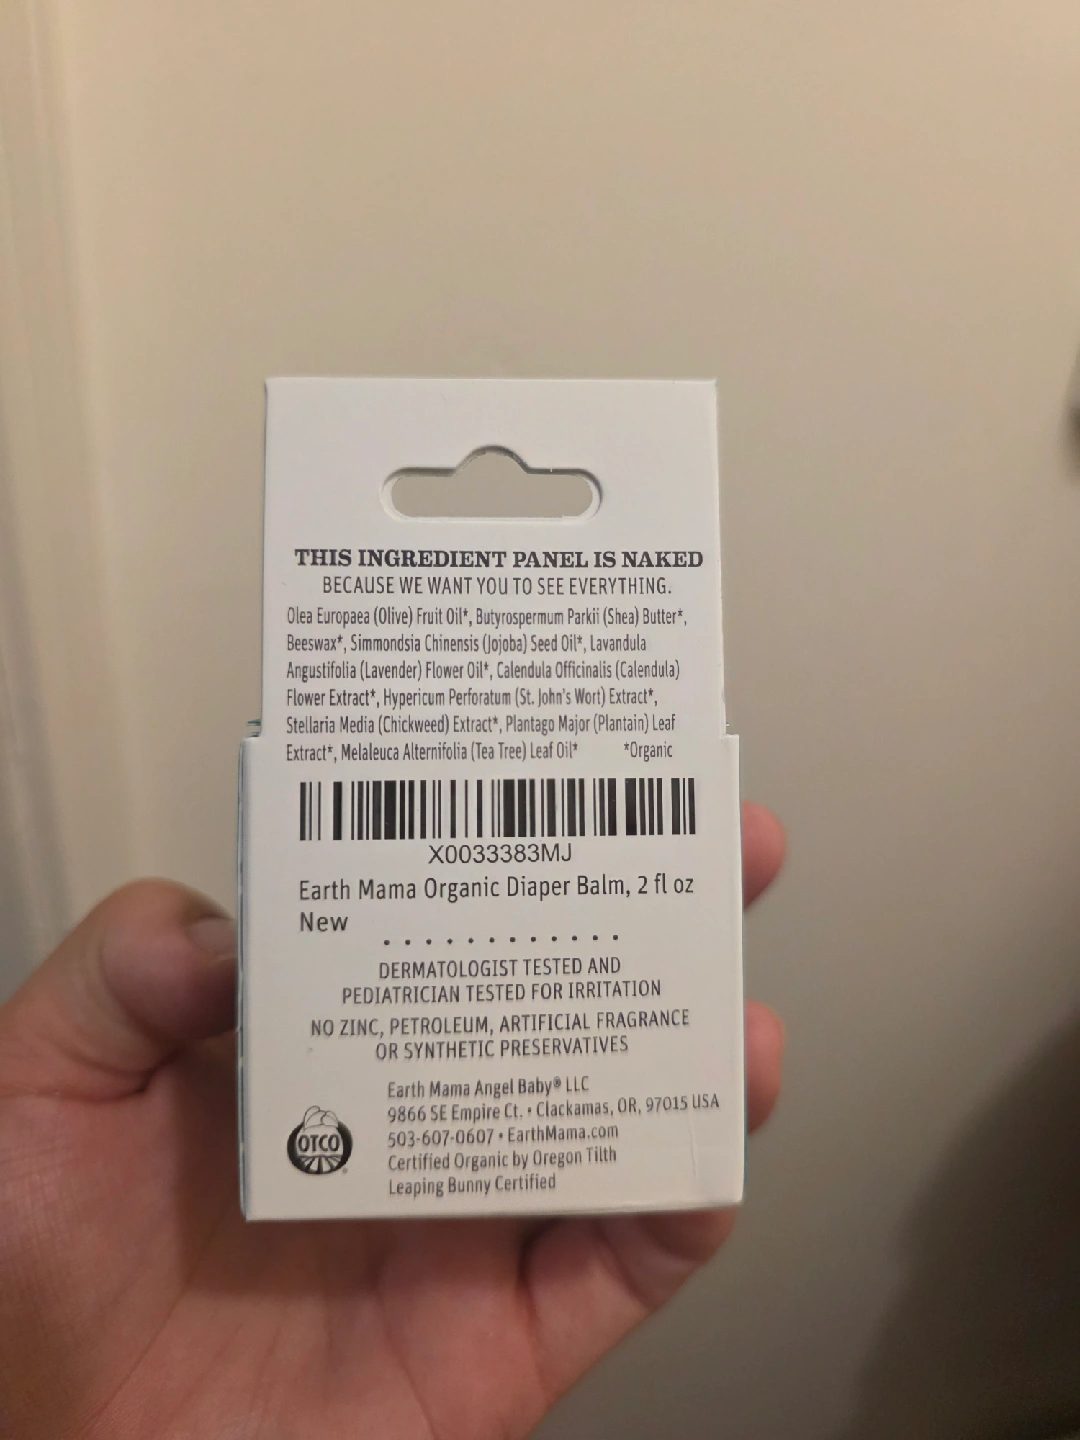 THIS INGREDIENT PANEL IS NAKED
BECAUSE WE WANT YOU TO SEE EVERYTHING.
Olea Europaea (Olive) Fruit Oil*, Butyrospermum Parkii (Shea) Butter*,
Beeswax*, Simmondsia Chinensis (Jojoba) Seed Oil*, Lavandula
Angustifolia (Lavender) Flower Oil*, Calendula Officinalis (Calendula)
Flower Extract*, Hypericum Perforatum (St. John's Wort) Extract*,
Stellaria Media (Chickweed) Extract*, Plantago Major (Plantain) Leaf
Extract*, Melaleuca Alternifolia (Tea Tree) Leaf Oil* *Organic
X0033383MJ
Earth Mama Organic Diaper Balm, 2 fl oz
New
DERMATOLOGIST TESTED AND
PEDIATRICIAN TESTED FOR IRRITATION
NO ZINC, PETROLEUM, ARTIFICIAL FRAGRANCE
OR SYNTHETIC PRESERVATIVES
Earth Mama Angel Baby® LLC
9866 SE Empire Ct. • Clackamas, OR, 97015 USA
503-607-0607 • EarthMama.com
Certified Organic by Oregon Tilth
Leaping Bunny Certified
OTCO